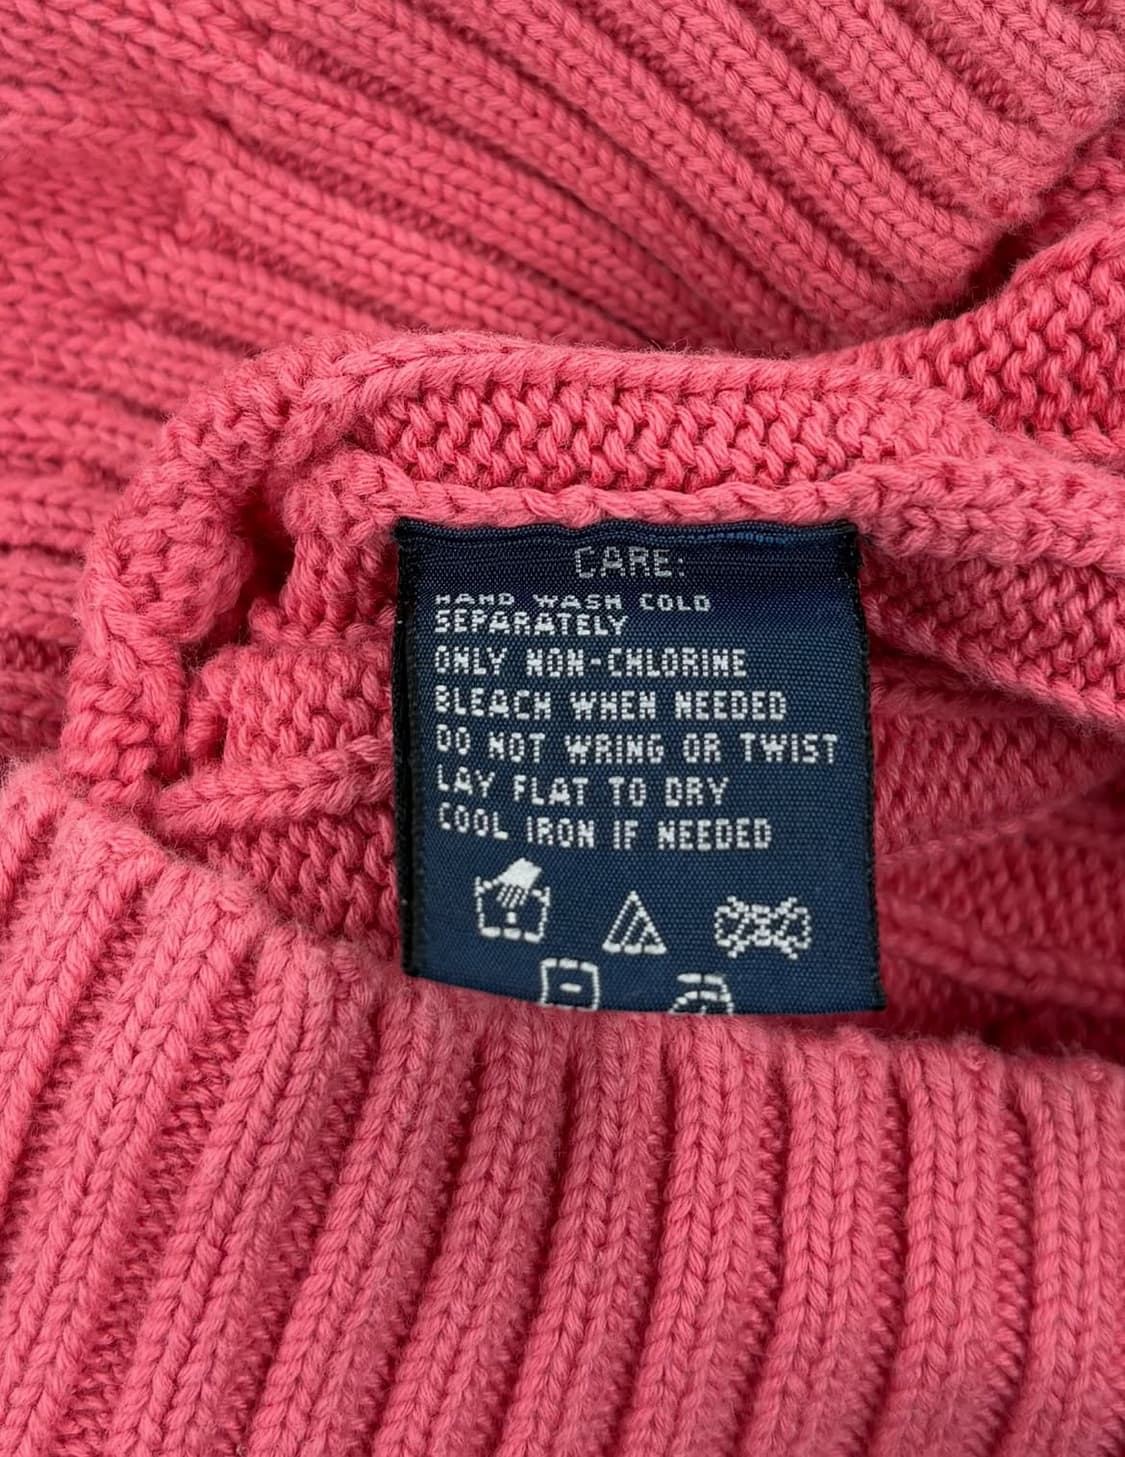 CARE:
HAND WASH COLD
SEPARATELY
ONLY NON-CHLORINE
BLEACH WHEN NEEDED
DO NOT WRING OR TWIST
LAY FLAT TO DRY
COOL IRON IF NEEDED